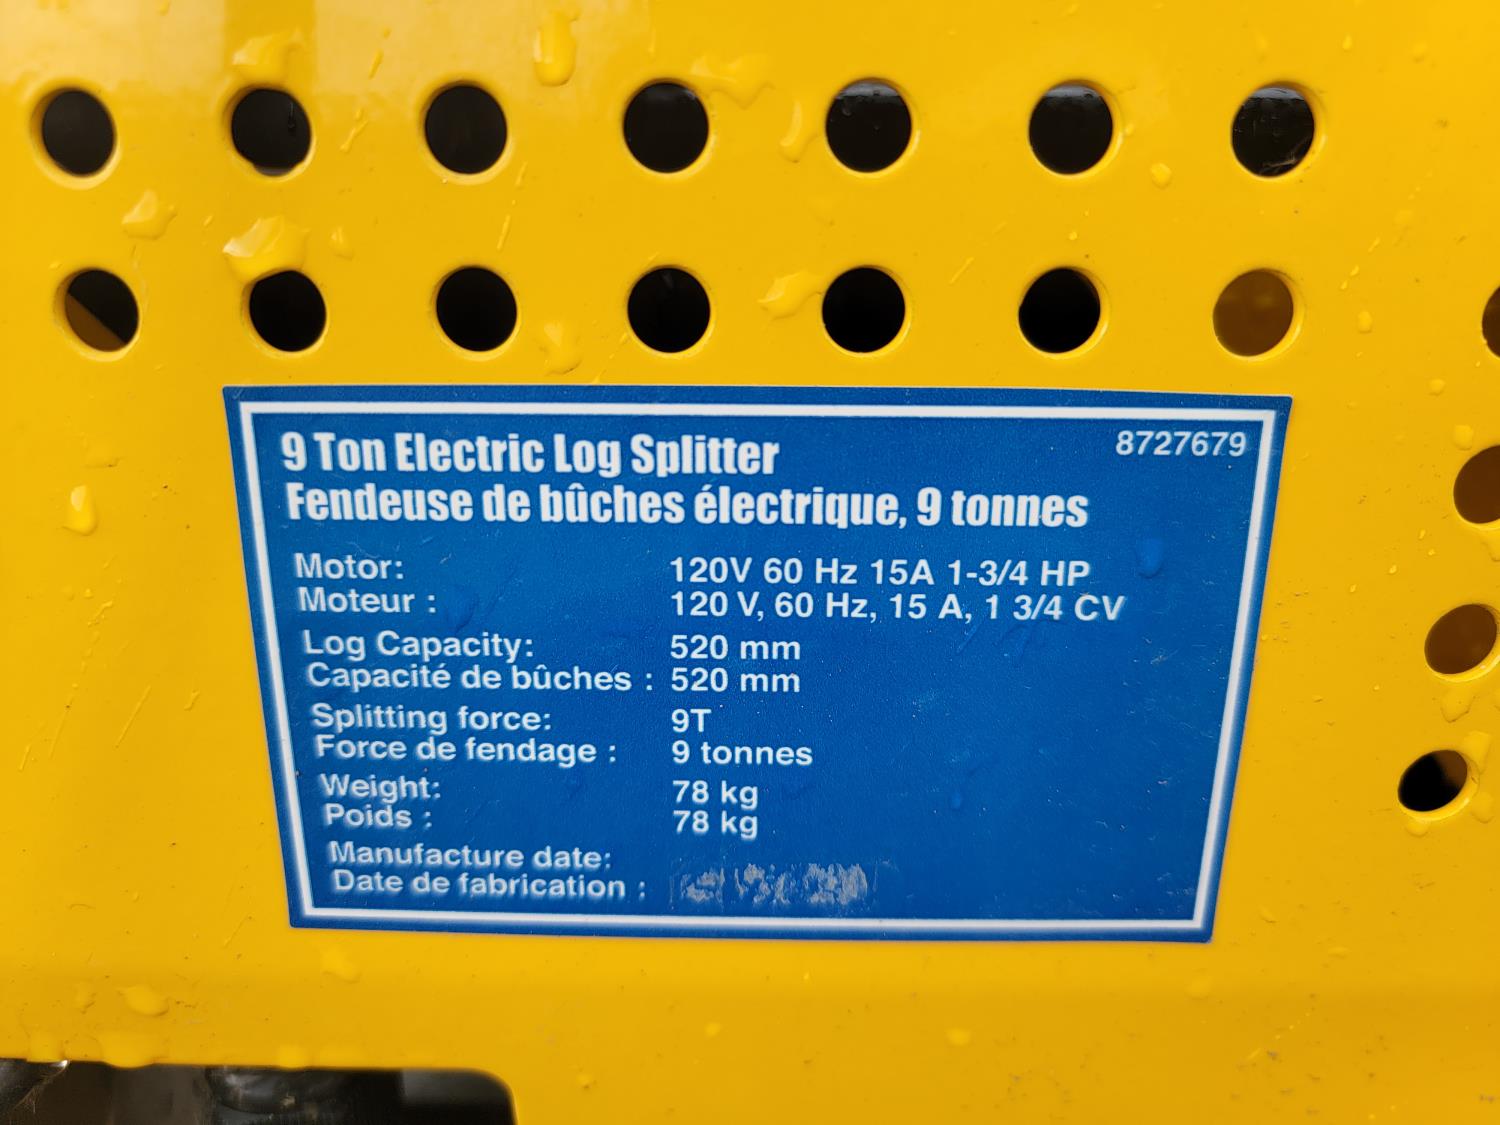 9 Ton Electric Log Splitter 8727679
Fendeuse de bûches électrique, 9 tonnes
Motor: 120V 60 Hz 15A 1-3/4 HP
Moteur : 120 V, 60 Hz, 15 A, 1 3/4 CV
Log Capacity: 520 mm
Capacité de bûches : 520 mm
Splitting force: 9T
Force de fendage : 9 tonnes
Weight: 78 kg
Poids : 78 kg
Manufacture date:
Date de fabrication :